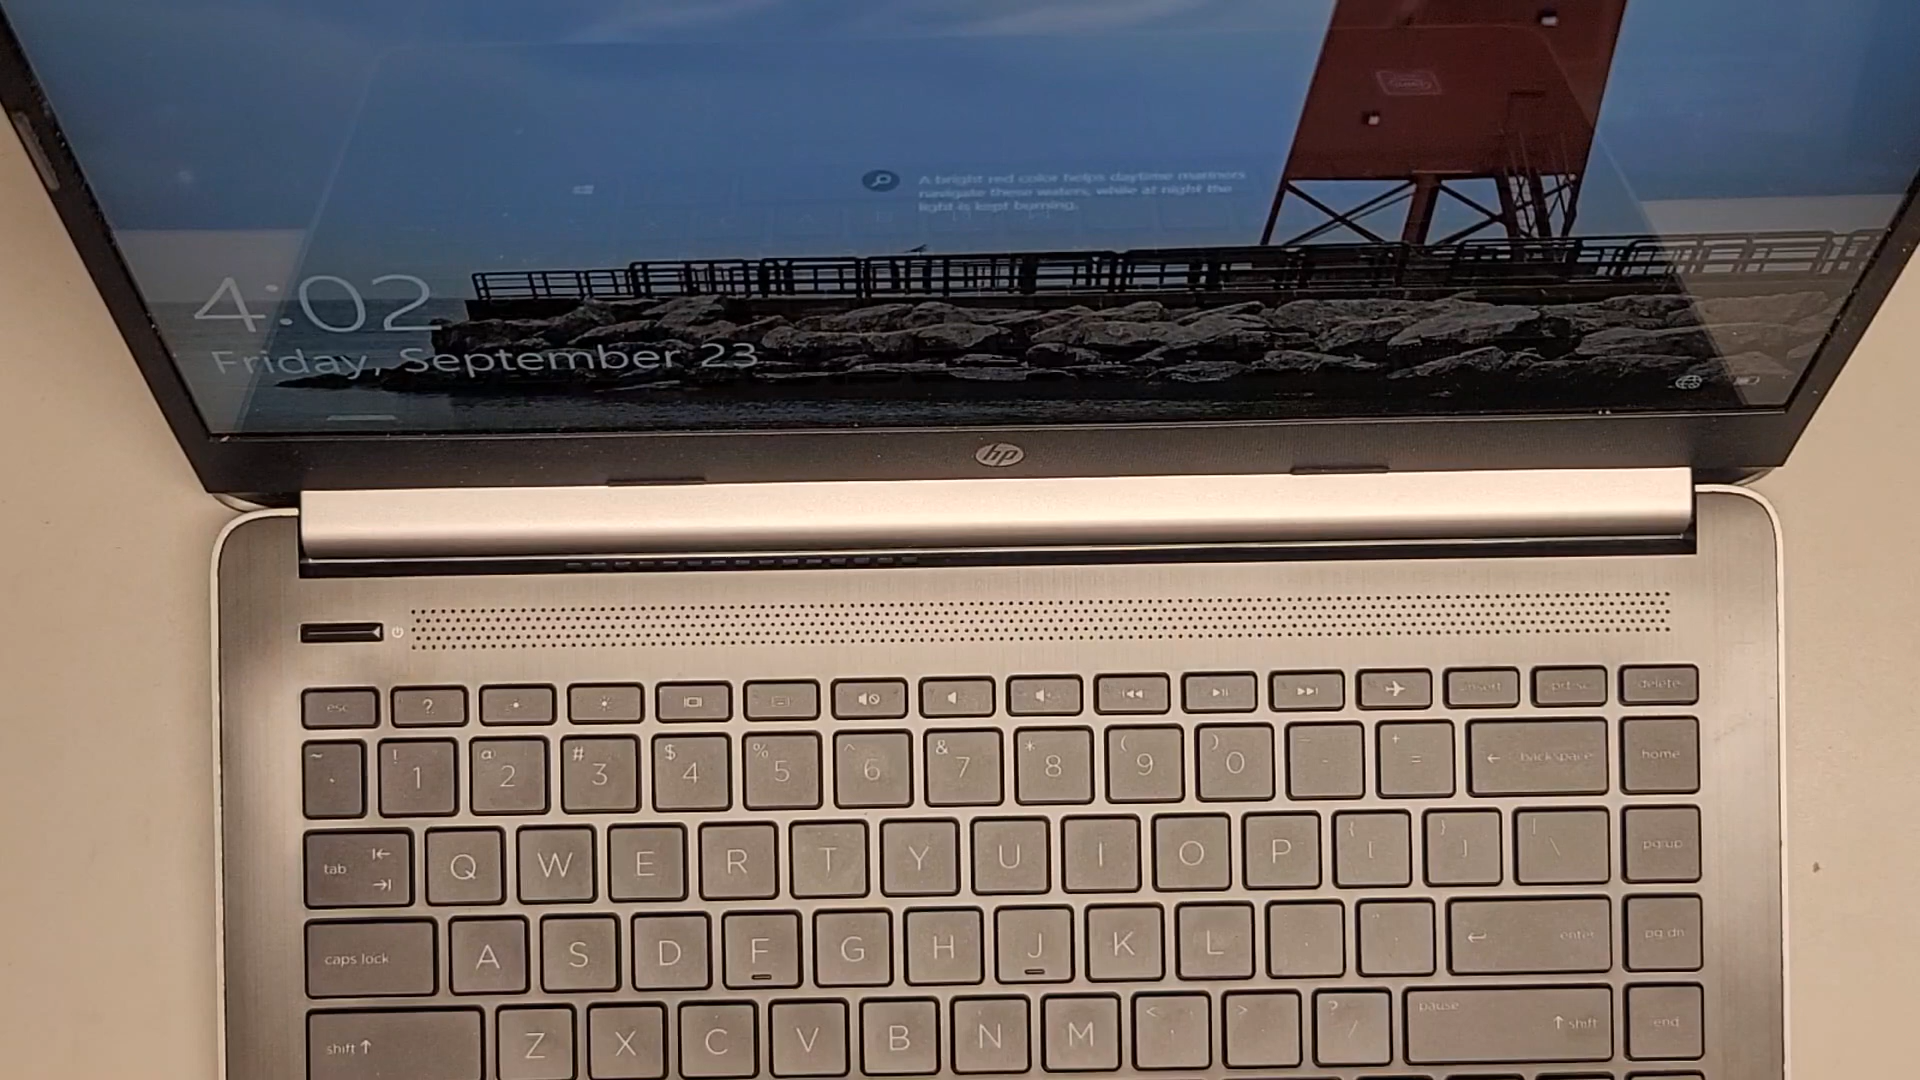 A bright red color helps daytime mariners
navigate these waters, while at night the
light is kept burning.
4:02
Friday, September 23
hp
esc ? insert prt sc delete
~ ! 1 @ 2 # 3 $ 4 % 5 ^ 6 & 7 * 8 ( 9 ) 0 - + = backspace home
tab Q W E R T Y U I O P { [ } ] \ pg up
caps lock A S D F G H J K L enter pg dn
shift Z X C V B N M < , > . ? / pause shift end